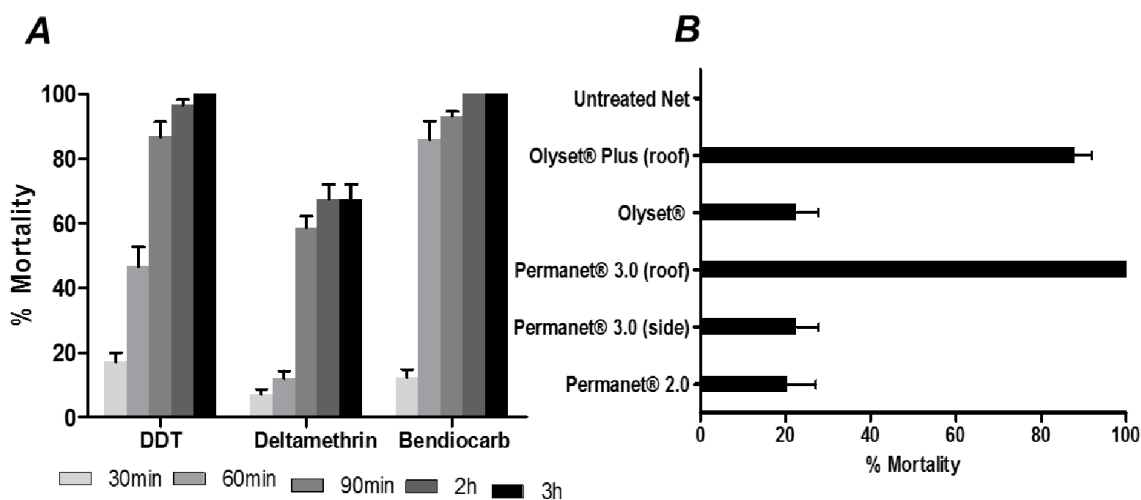 A
% Mortality
100
80
60
40
20
0
DDT Deltamethrin Bendiocarb
30min 60min 90min 2h 3h
B
Untreated Net
Olyset® Plus (roof)
Olyset®
Permanet® 3.0 (roof)
Permanet® 3.0 (side)
Permanet® 2.0
0 20 40 60 80 100
% Mortality